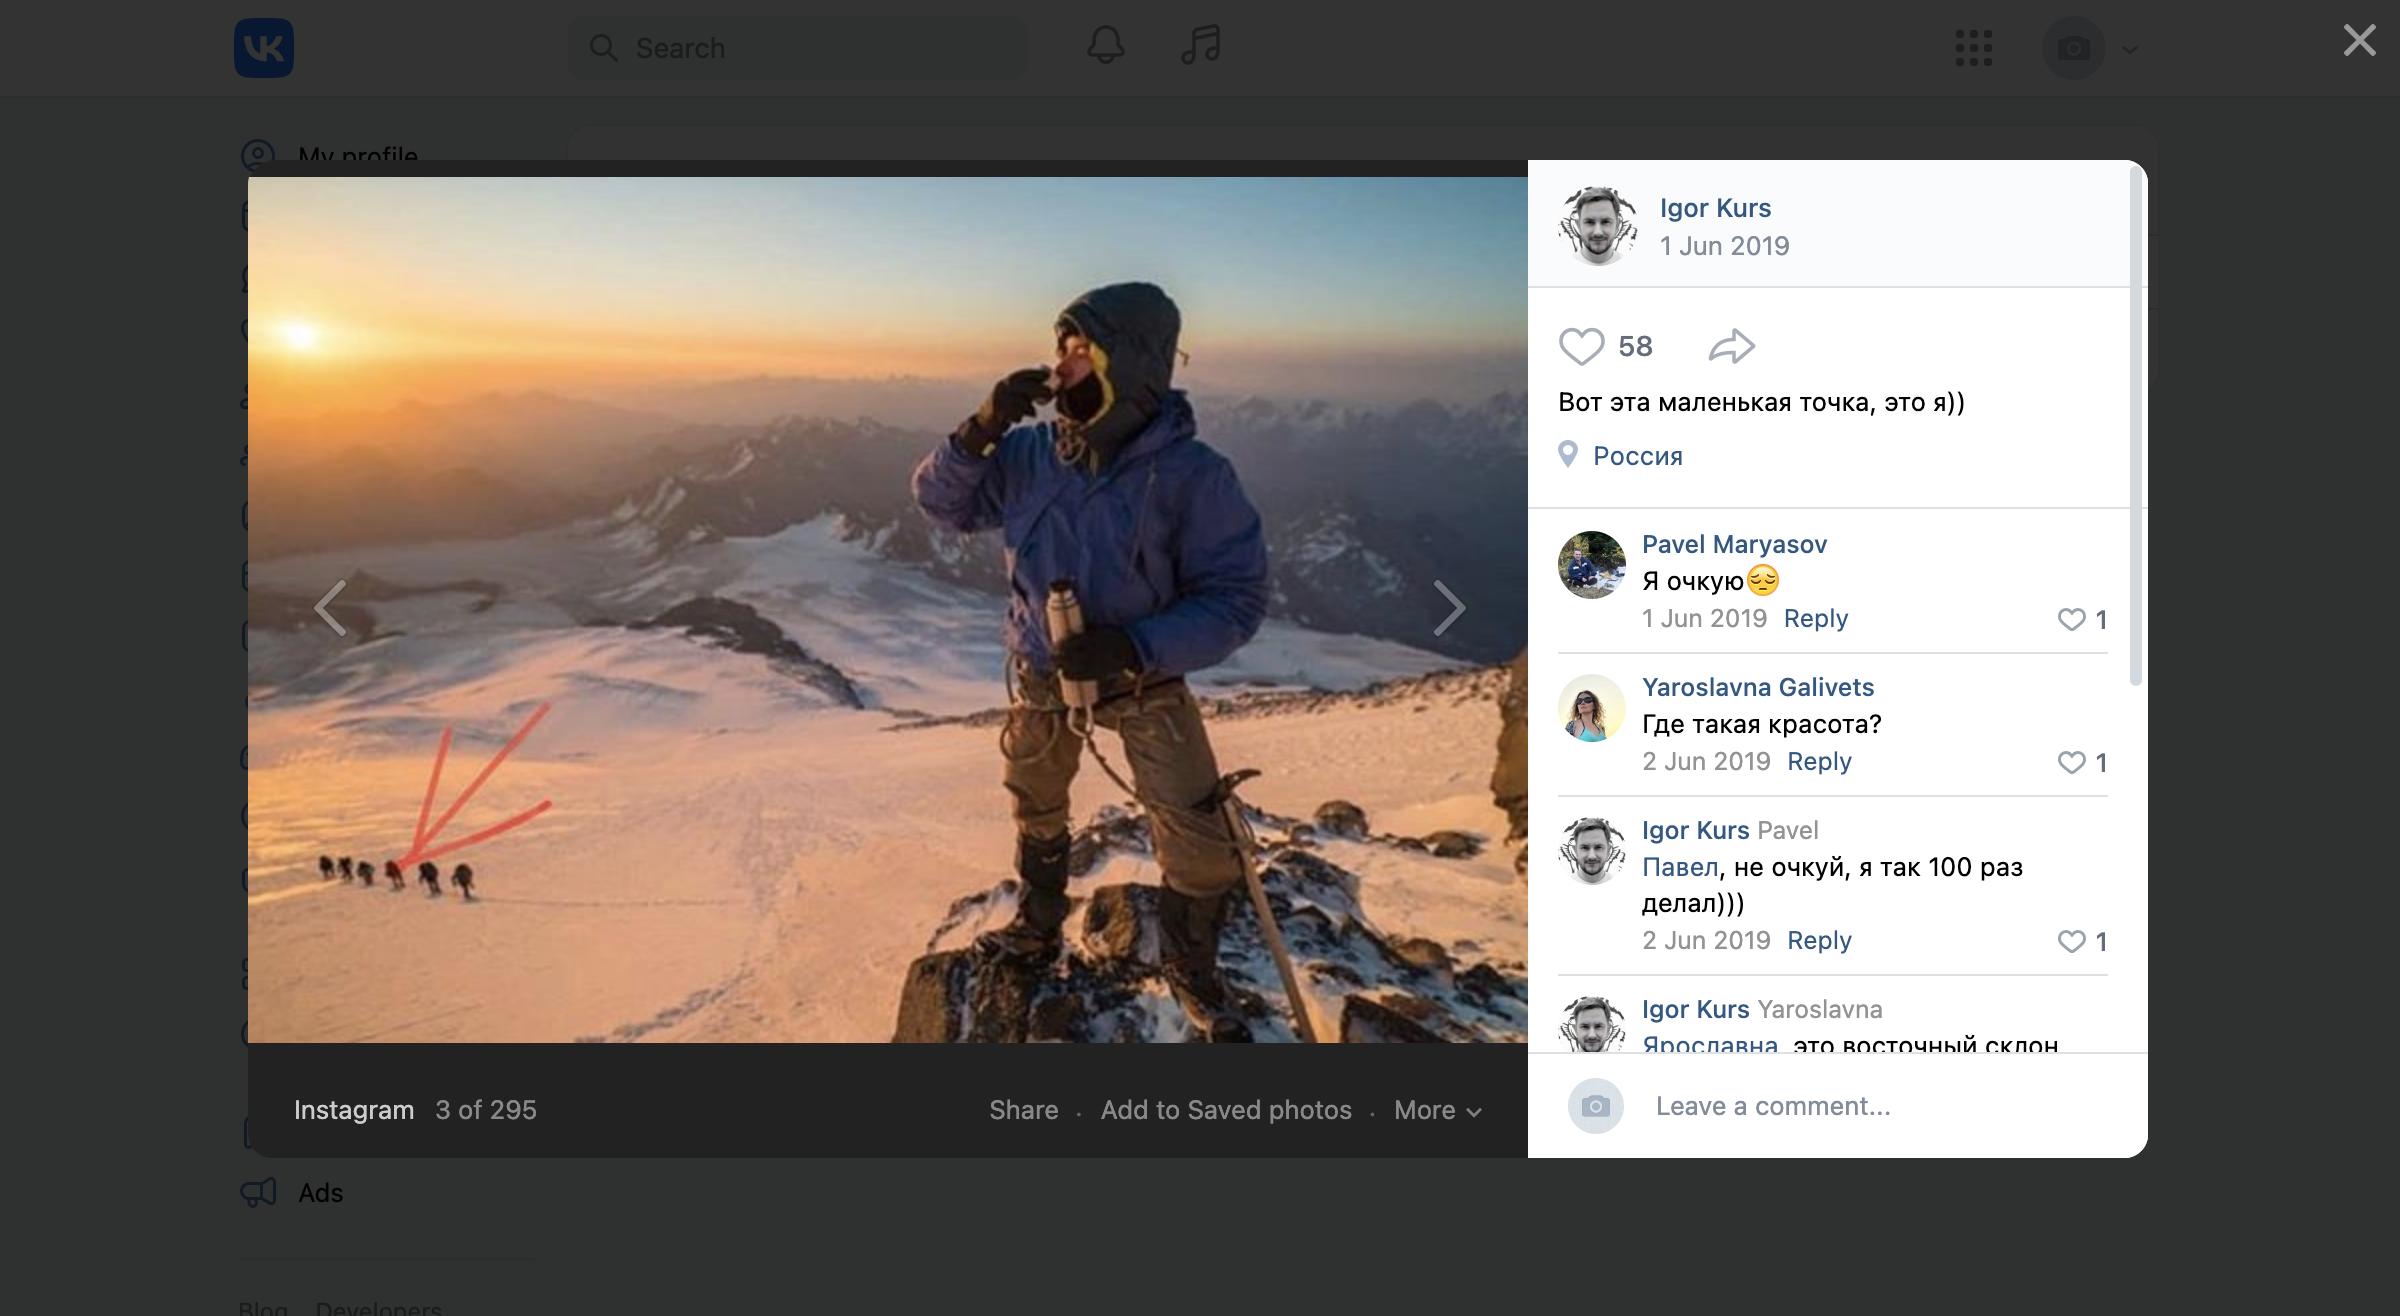 VK
Search
My profile
Igor Kurs
1 Jun 2019
58
Вот эта маленькая точка, это я))
Россия
Pavel Maryasov
Я очкую😔
1 Jun 2019 Reply
1
Yaroslavna Galivets
Где такая красота?
2 Jun 2019 Reply
1
Igor Kurs Pavel
Павел, не очкуй, я так 100 раз
делал)))
2 Jun 2019 Reply
1
Igor Kurs Yaroslavna
Ярославна, это восточный склон
Instagram 3 of 295
Share · Add to Saved photos · More
Leave a comment...
Ads
Blog Developers